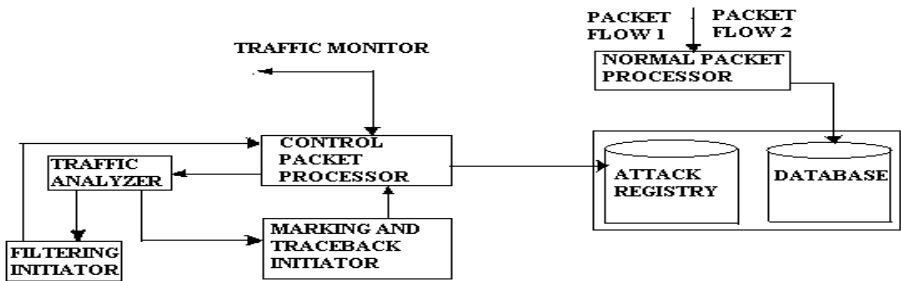 PACKET
FLOW 1
PACKET
FLOW 2
TRAFFIC MONITOR
NORMAL PACKET
PROCESSOR
CONTROL
PACKET
PROCESSOR
TRAFFIC
ANALYZER
ATTACK
REGISTRY
DATABASE
MARKING AND
TRACEBACK
INITIATOR
FILTERING
INITIATOR